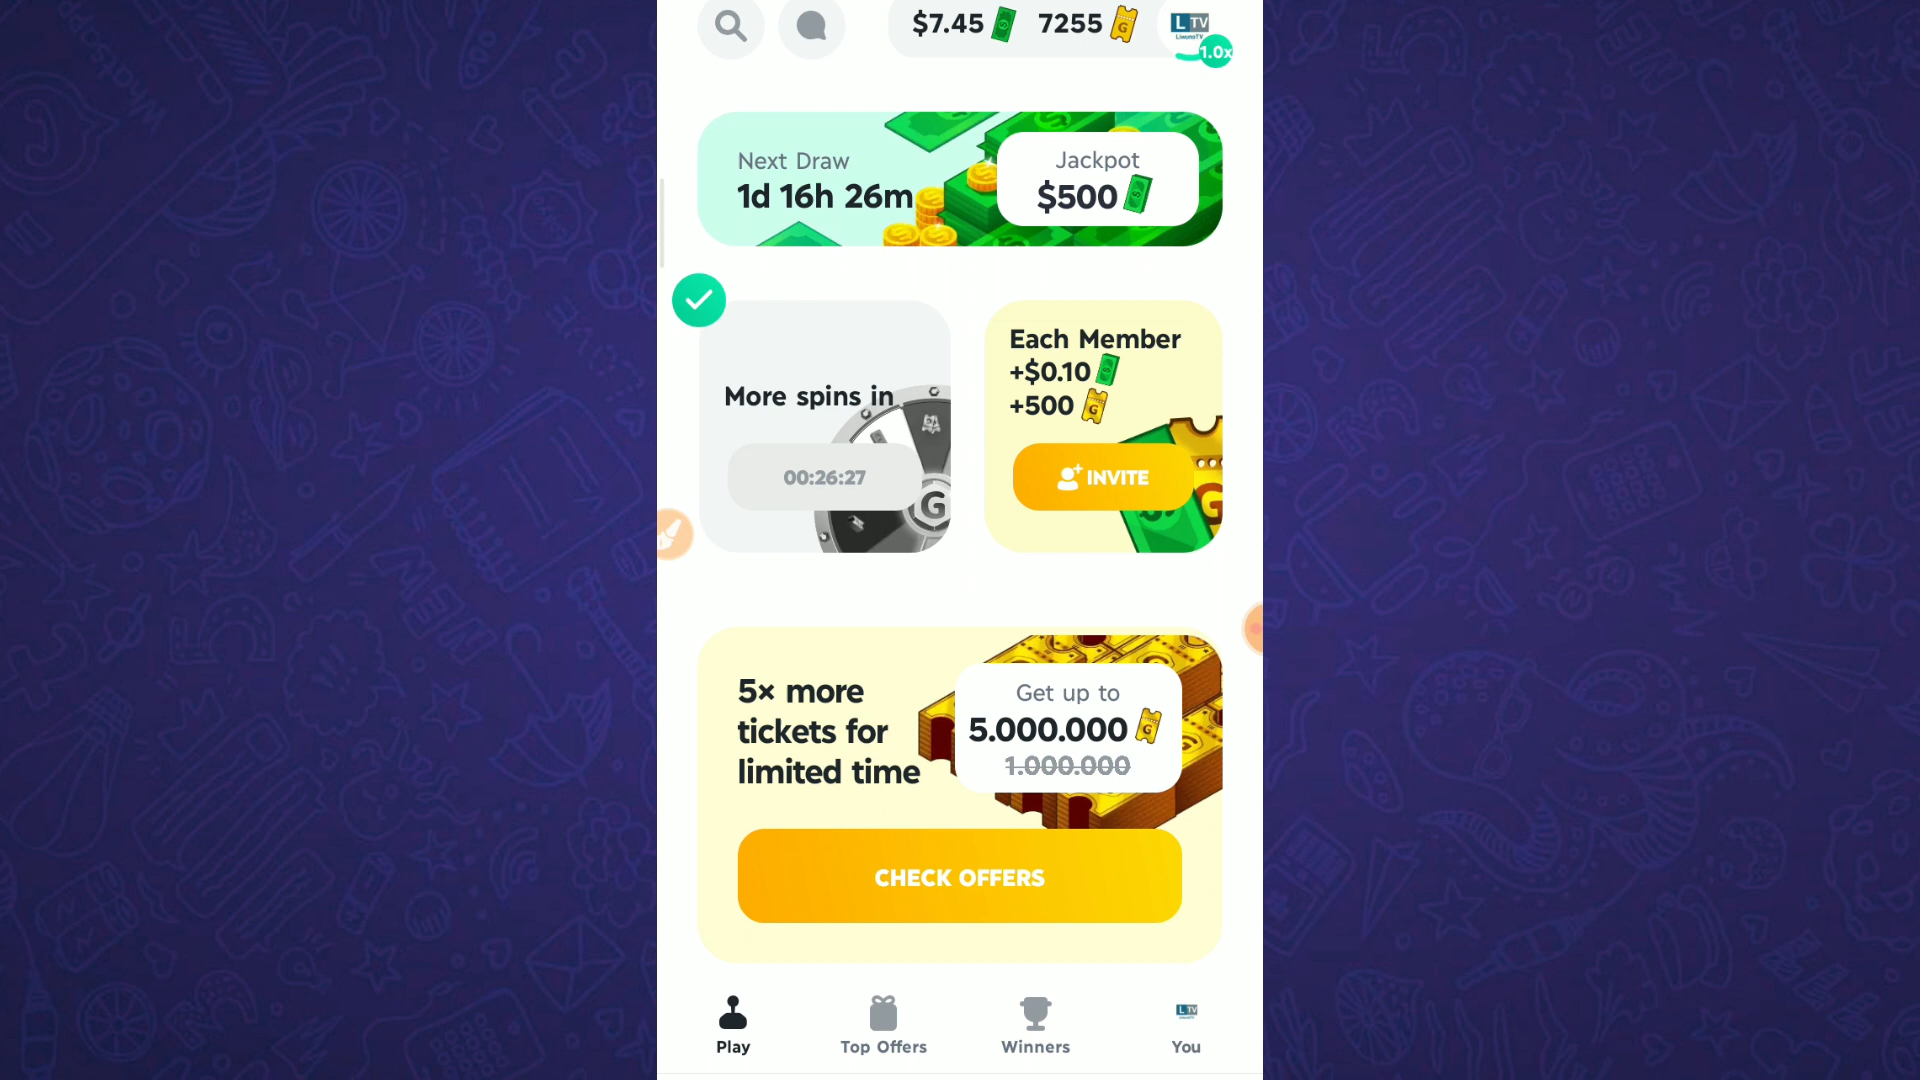 $7.45 7255
L TV
LiwonaTV
1.0x
Next Draw
1d 16h 26m
Jackpot
$500
More spins in
00:26:27
G
Each Member
+$0.10
+500 G
INVITE
5× more
tickets for
limited time
Get up to
5.000.000
1.000.000
CHECK OFFERS
Play
Top Offers
Winners
L TV
You